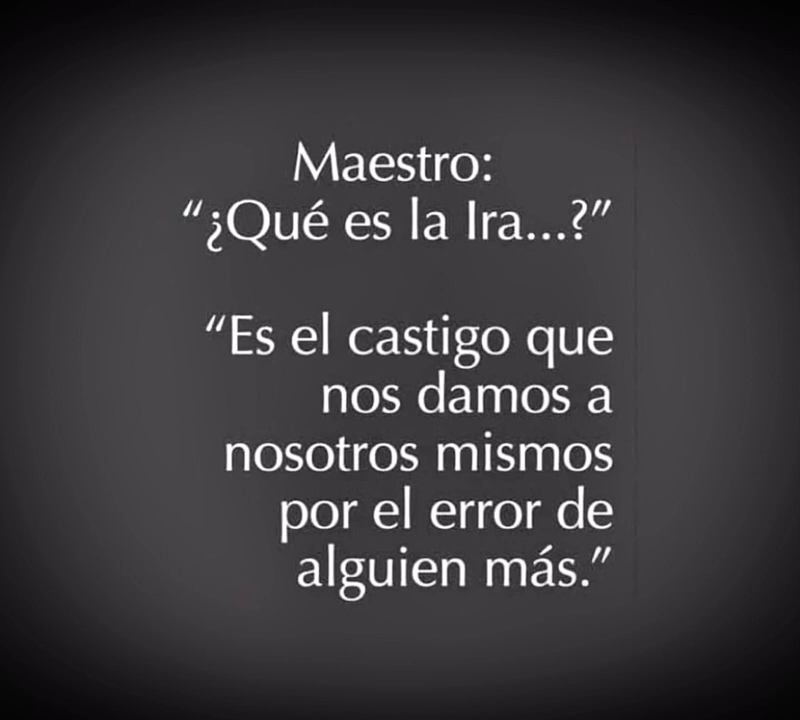 Maestro:
“¿Qué es la Ira...?”
“Es el castigo que
nos damos a
nosotros mismos
por el error de
alguien más.”